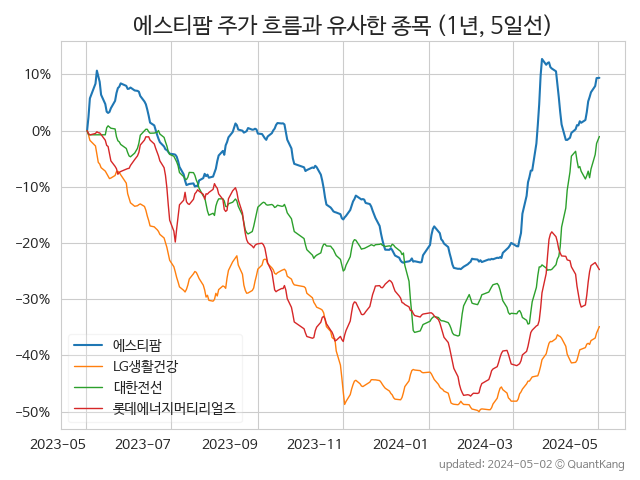 에스티팜 주가 흐름과 유사한 종목 (1년, 5일선)
10%
0%
−10%
−20%
−30%
−40%
−50%
에스티팜
LG생활건강
대한전선
롯데에너지머티리얼즈
2023-05 2023-07 2023-09 2023-11 2024-01 2024-03 2024-05
updated: 2024-05-02 © QuantKang